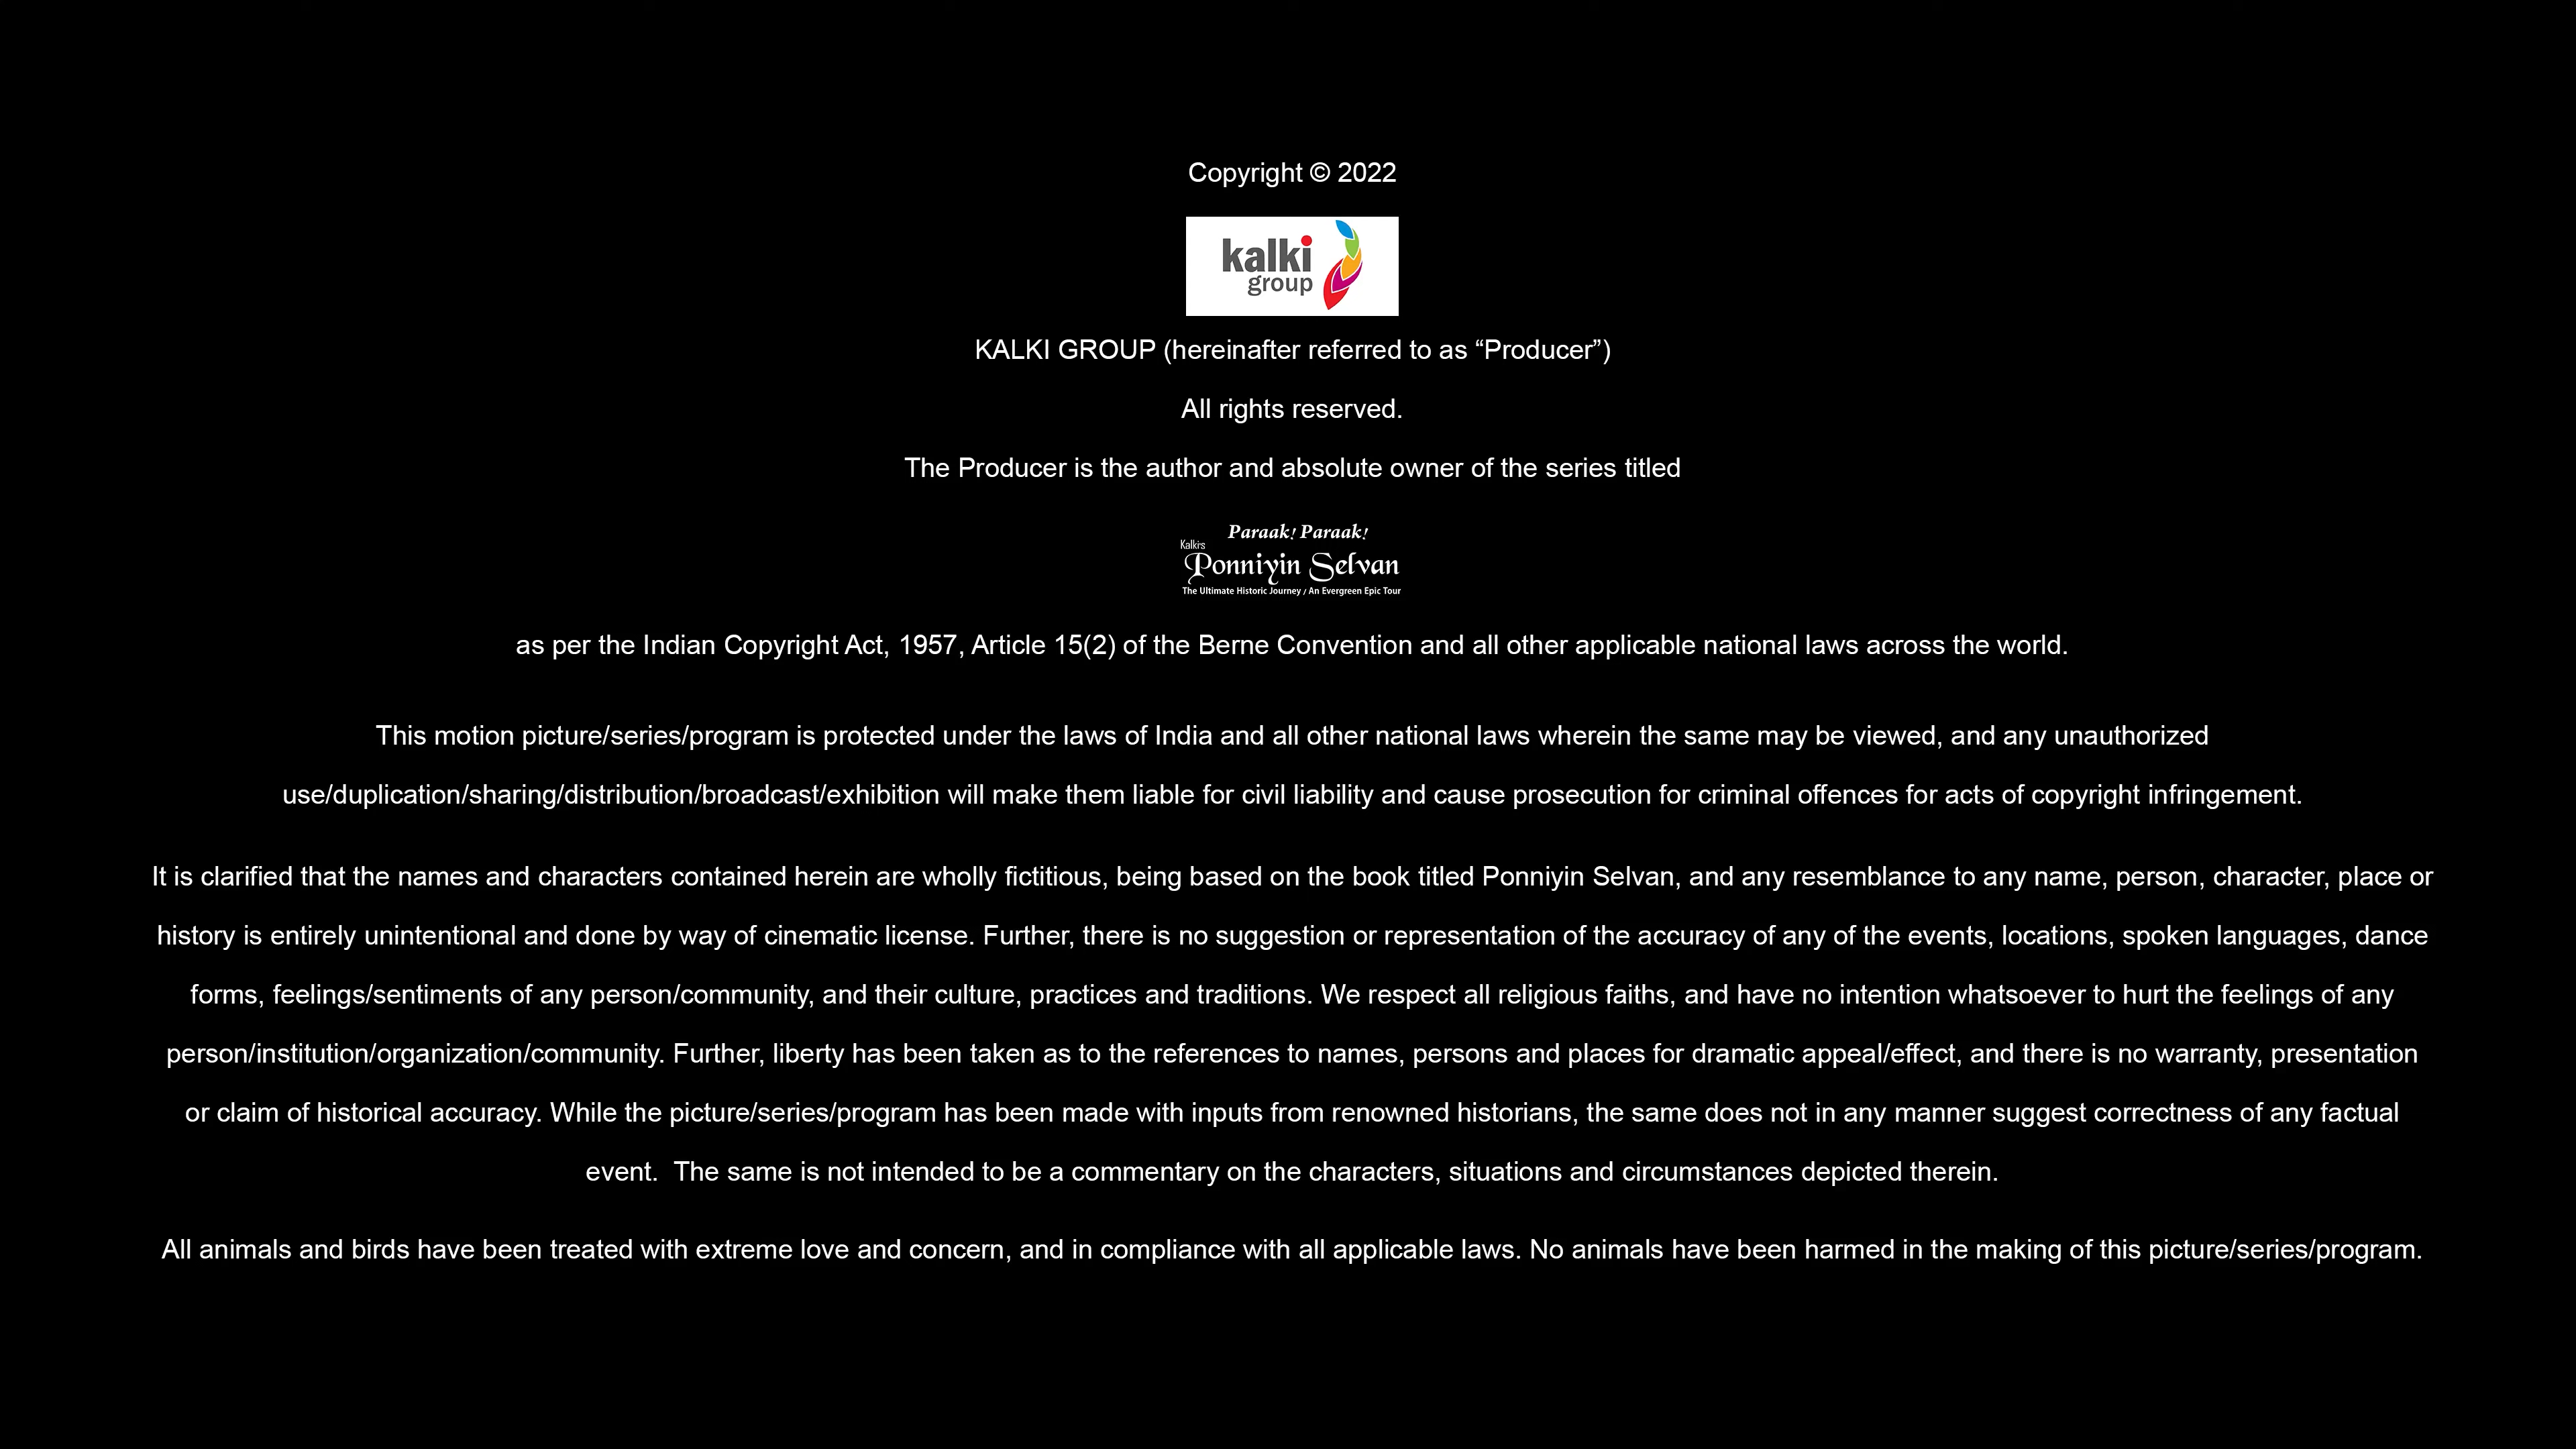 Copyright © 2022
kalki
group
KALKI GROUP (hereinafter referred to as “Producer”)
All rights reserved.
The Producer is the author and absolute owner of the series titled
Paraak! Paraak!
Kalki's
Ponniyin Selvan
The Ultimate Historic Journey / An Evergreen Epic Tour
as per the Indian Copyright Act, 1957, Article 15(2) of the Berne Convention and all other applicable national laws across the world.
This motion picture/series/program is protected under the laws of India and all other national laws wherein the same may be viewed, and any unauthorized
use/duplication/sharing/distribution/broadcast/exhibition will make them liable for civil liability and cause prosecution for criminal offences for acts of copyright infringement.
It is clarified that the names and characters contained herein are wholly fictitious, being based on the book titled Ponniyin Selvan, and any resemblance to any name, person, character, place or
history is entirely unintentional and done by way of cinematic license. Further, there is no suggestion or representation of the accuracy of any of the events, locations, spoken languages, dance
forms, feelings/sentiments of any person/community, and their culture, practices and traditions. We respect all religious faiths, and have no intention whatsoever to hurt the feelings of any
person/institution/organization/community. Further, liberty has been taken as to the references to names, persons and places for dramatic appeal/effect, and there is no warranty, presentation
or claim of historical accuracy. While the picture/series/program has been made with inputs from renowned historians, the same does not in any manner suggest correctness of any factual
event.  The same is not intended to be a commentary on the characters, situations and circumstances depicted therein.
All animals and birds have been treated with extreme love and concern, and in compliance with all applicable laws. No animals have been harmed in the making of this picture/series/program.